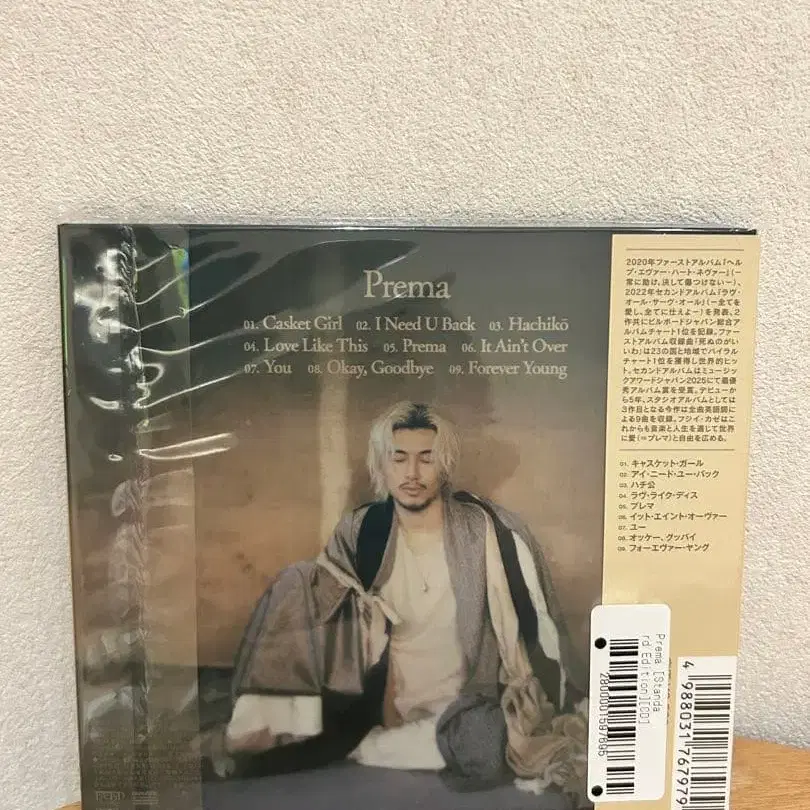 Prema
01. Casket Girl 02. I Need U Back 03. Hachikō
04. Love Like This 05. Prema 06. It Ain't Over
07. You 08. Okay, Goodbye 09. Forever Young
2020年ファーストアルバム「ヘル
プ・エヴァー・ハート・ネヴァー」(ー
常に助け、決して傷つけないー)、
2022年セカンドアルバム「ラヴ・
オール・サーヴ・オール」(ー全てを
愛し、全てに仕えよー)を発表、2
作共にビルボードジャパン総合ア
ルバムチャート1位を記録。ファー
ストアルバム収録曲「死ぬのがい
いわ」は23の国と地域でバイラル
チャート1位を獲得し世界的ヒッ
ト。セカンドアルバムはミュージッ
クアワードジャパン2025にて最優
秀アルバム賞を受賞。デビューか
ら5年、スタジオアルバムとしては
3作目となる今作は全曲英語詞に
よる9曲を収録。フジイ・カゼはこ
れからも音楽と人生を通じて世界
に愛(=プレマ)と自由を広める。
01. キャスケット・ガール
02. アイ・ニード・ユー・バック
03. ハチ公
04. ラヴ・ライク・ディス
05. プレマ
06. イット・エイント・オーヴァー
07. ユー
08. オッケー、グッバイ
09. フォーエヴァー・ヤング
Prema [Standa
rd Edition][CD]
2800001597695
4 988031 767979